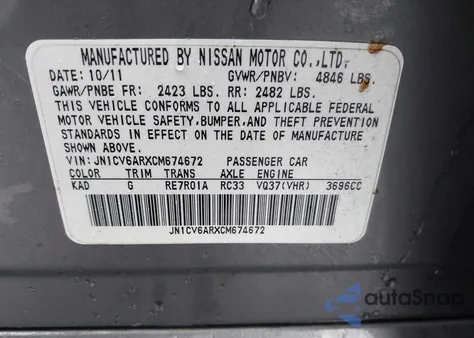 MANUFACTURED BY NISSAN MOTOR CO.,LTD.
DATE: 10/11 GVWR/PNBV: 4846 LBS.
GAWR/PNBE FR: 2423 LBS. RR: 2482 LBS.
THIS VEHICLE CONFORMS TO ALL APPLICABLE FEDERAL
MOTOR VEHICLE SAFETY,BUMPER,AND THEFT PREVENTION
STANDARDS IN EFFECT ON THE DATE OF MANUFACTURE
SHOWN ABOVE.
VIN: JN1CV6ARXCM674672 PASSENGER CAR
COLOR TRIM TRANS AXLE ENGINE
KAD G RE7R01A RC33 VQ37(VHR) 3696CC
JN1CV6ARXCM674672
autoSnap